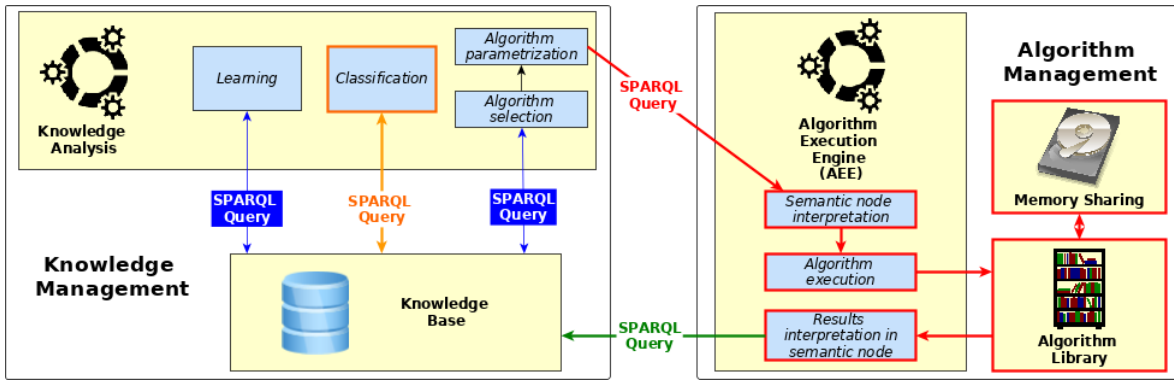 Knowledge
Analysis
Learning
Classification
Algorithm
parametrization
Algorithm
selection
SPARQL
Query
SPARQL
Query
SPARQL
Query
Knowledge
Management
Knowledge
Base
SPARQL
Query
SPARQL
Query
Algorithm
Execution
Engine
(AEE)
Semantic node
interpretation
Algorithm
execution
Results
interpretation in
semantic node
Algorithm
Management
Memory Sharing
Algorithm
Library